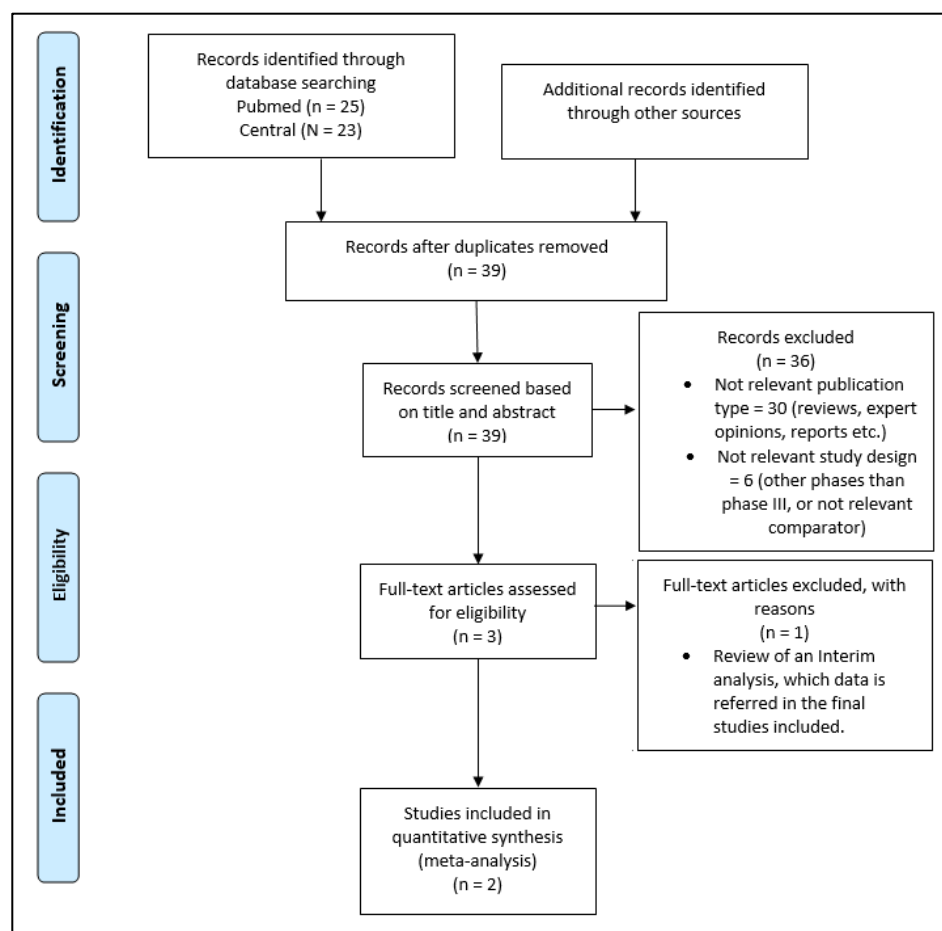 Identification
Records identified through
database searching
Pubmed (n = 25)
Central (N = 23)
Additional records identified
through other sources
Records after duplicates removed
(n = 39)
Screening
Records screened based
on title and abstract
(n = 39)
Records excluded
(n = 36)
• Not relevant publication
type = 30 (reviews, expert
opinions, reports etc.)
• Not relevant study design
= 6 (other phases than
phase III, or not relevant
comparator)
Eligibility
Full-text articles assessed
for eligibility
(n = 3)
Full-text articles excluded, with
reasons
(n = 1)
• Review of an Interim
analysis, which data is
referred in the final
studies included.
Included
Studies included in
quantitative synthesis
(meta-analysis)
(n = 2)